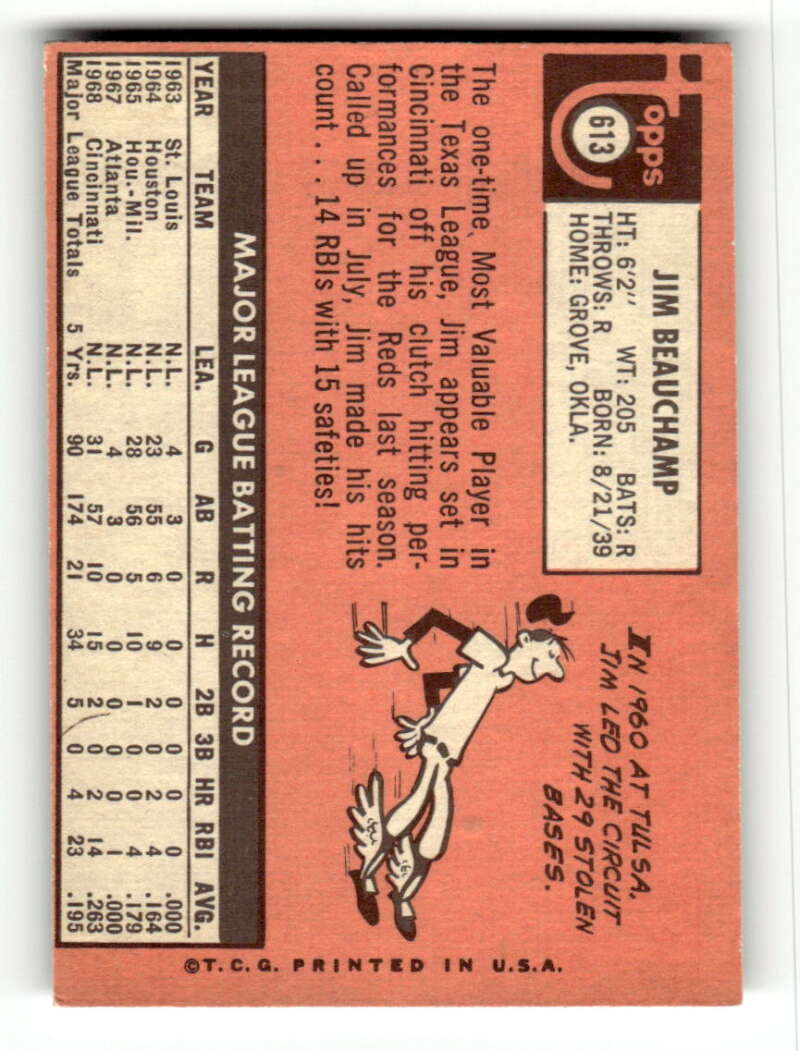 Topps
613
JIM BEAUCHAMP
HT: 6'2" WT: 205 BATS: R
THROWS: R BORN: 8/21/39
HOME: GROVE, OKLA.
IN 1960 AT TULSA,
JIM LED THE CIRCUIT
WITH 29 STOLEN
BASES.
The one-time Most Valuable Player in
the Texas League, Jim appears set in
Cincinnati off his clutch hitting per-
formances for the Reds last season.
Called up in July, Jim made his hits
count... 14 RBIs with 15 safeties!
MAJOR LEAGUE BATTING RECORD
YEAR TEAM LEA. G AB R H 2B 3B HR RBI AVG.
1963 St. Louis N.L. 4 3 0 0 0 0 0 0 .000
1964 Houston N.L. 23 55 6 9 2 0 2 4 .164
1965 Hou.-Mil. N.L. 28 56 5 10 1 0 0 4 .179
1967 Atlanta N.L. 4 3 0 0 0 0 0 1 .000
1968 Cincinnati N.L. 31 57 10 15 2 0 2 14 .263
Major League Totals 5 Yrs. 90 174 21 34 5 0 4 23 .195
©T.C.G. PRINTED IN U.S.A.